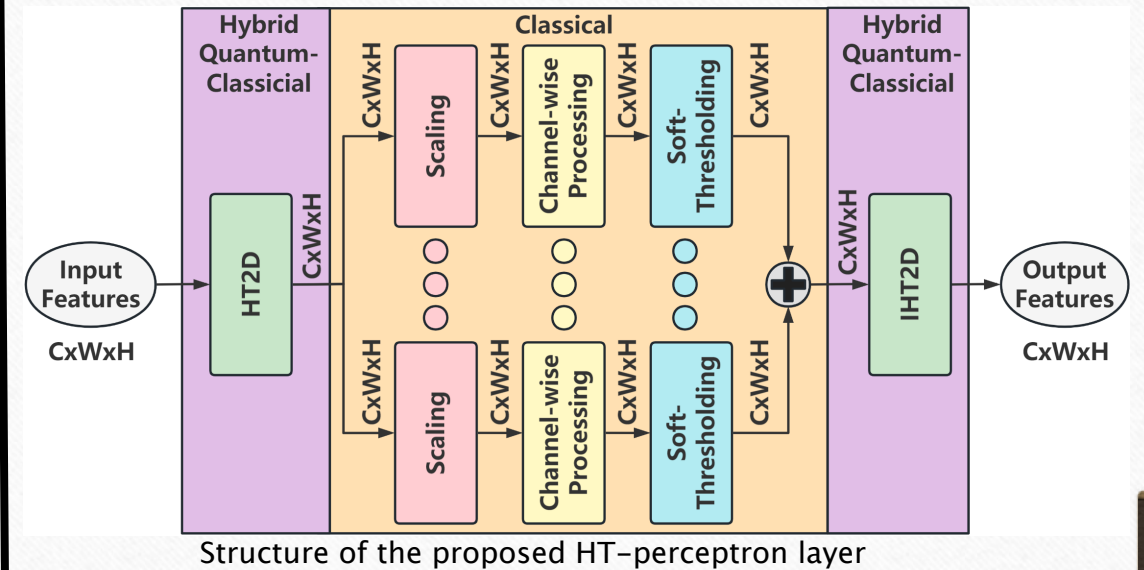 Hybrid
Quantum-
Classicial
Classical
Hybrid
Quantum-
Classicial
Input
Features
CxWxH
HT2D
CxWxH
CxWxH
Scaling
CxWxH
Channel-wise
Processing
CxWxH
Soft-
Thresholding
CxWxH
CxWxH
Scaling
CxWxH
Channel-wise
Processing
CxWxH
Soft-
Thresholding
CxWxH
CxWxH
IHT2D
Output
Features
CxWxH
Structure of the proposed HT-perceptron layer